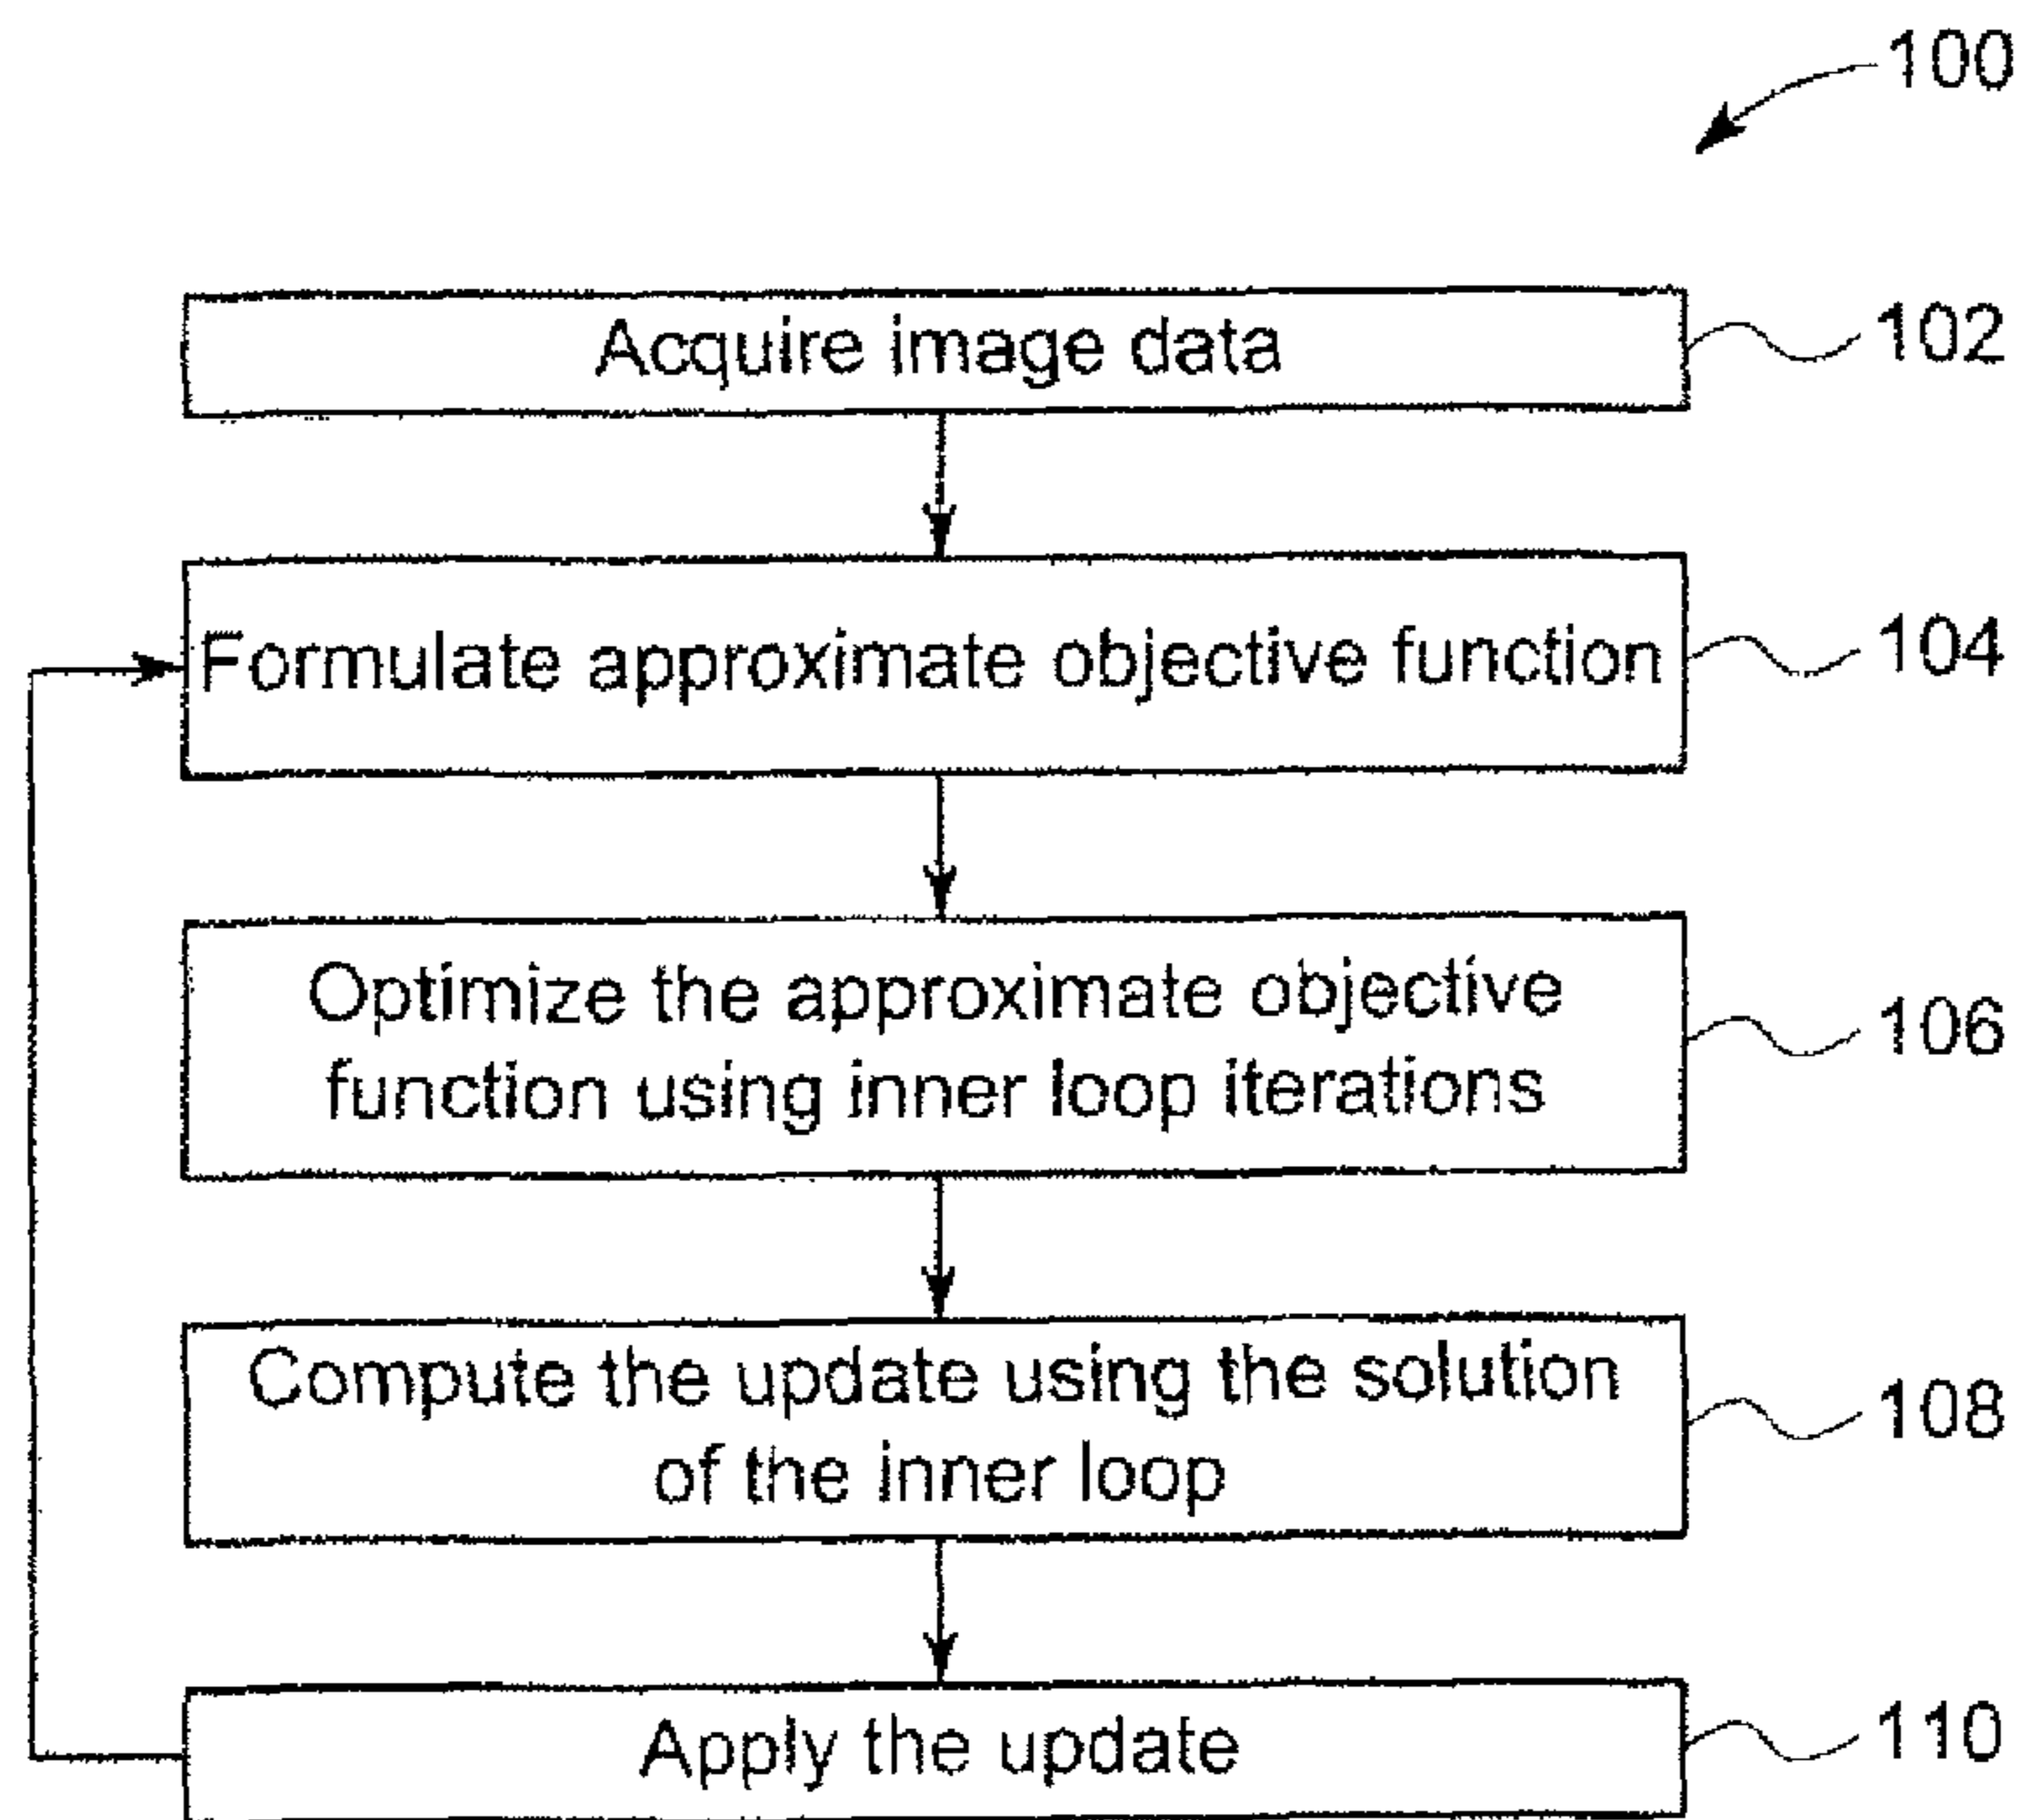 100
Acquire image data
102
Formulate approximate objective function
104
Optimize the approximate objective
function using inner loop iterations
106
Compute the update using the solution
of the inner loop
108
Apply the update
110